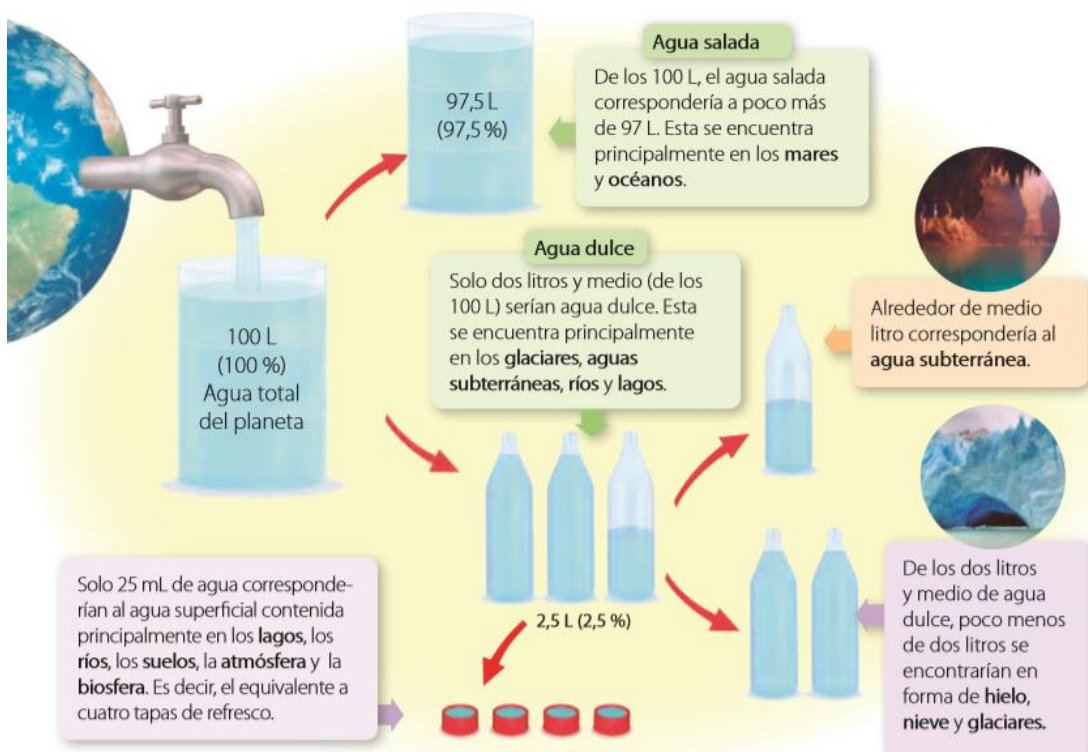 97,5 L
(97,5 %)
Agua salada
De los 100 L, el agua salada
correspondería a poco más
de 97 L. Esta se encuentra
principalmente en los mares
y océanos.
100 L
(100 %)
Agua total
del planeta
Agua dulce
Solo dos litros y medio (de los
100 L) serían agua dulce. Esta
se encuentra principalmente
en los glaciares, aguas
subterráneas, ríos y lagos.
Alrededor de medio
litro correspondería al
agua subterránea.
2,5 L (2,5 %)
De los dos litros
y medio de agua
dulce, poco menos
de dos litros se
encontrarían en
forma de hielo,
nieve y glaciares.
Solo 25 mL de agua corresponde-
rían al agua superficial contenida
principalmente en los lagos, los
ríos, los suelos, la atmósfera y la
biosfera. Es decir, el equivalente a
cuatro tapas de refresco.